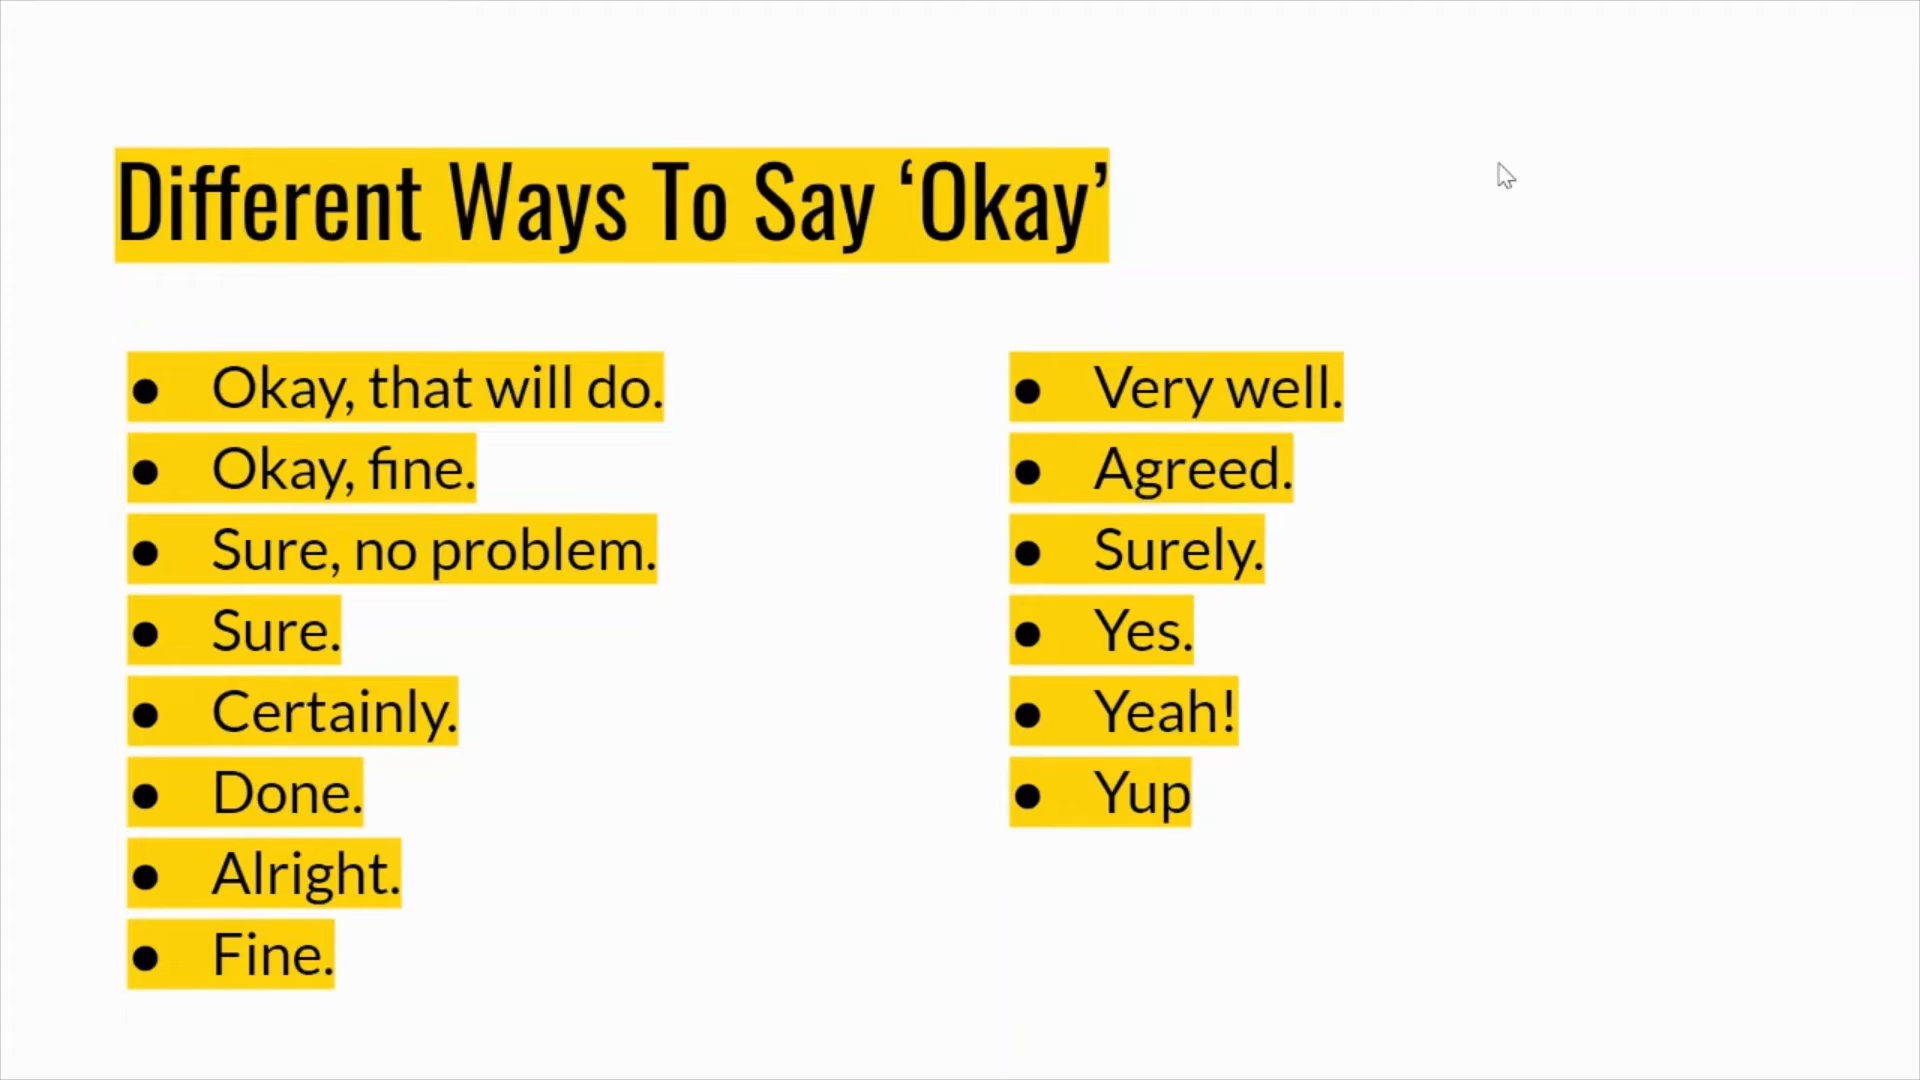 Different Ways To Say ‘Okay’
● Okay, that will do.
● Okay, fine.
● Sure, no problem.
● Sure.
● Certainly.
● Done.
● Alright.
● Fine.
● Very well.
● Agreed.
● Surely.
● Yes.
● Yeah!
● Yup